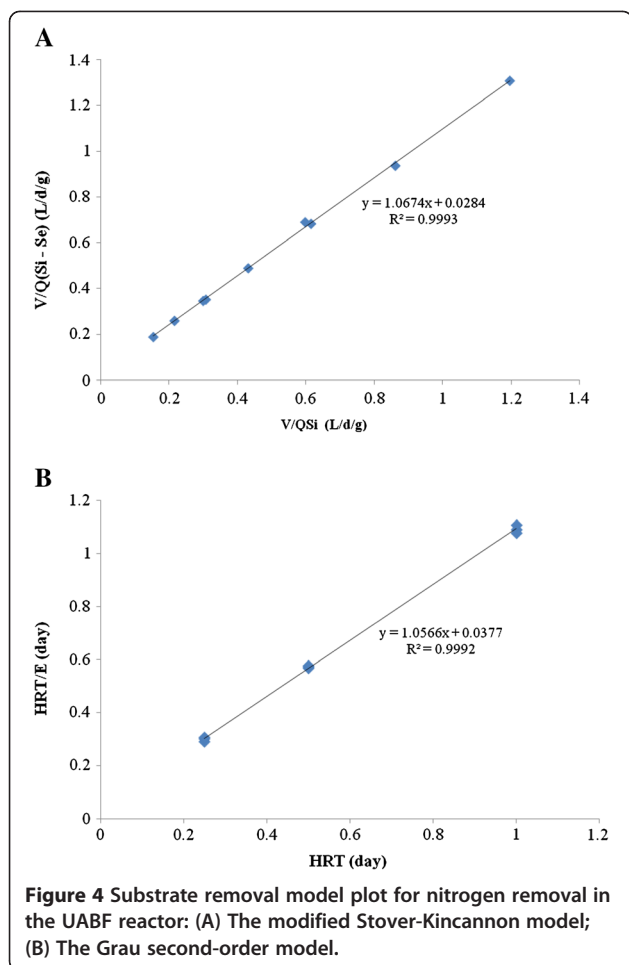 A
1.4
1.2
1
0.8
0.6
0.4
0.2
0
V/Q(Si - Se) (L/d/g)
y = 1.0674x + 0.0284
R² = 0.9993
0 0.2 0.4 0.6 0.8 1 1.2 1.4
V/QSi (L/d/g)
B
1.2
1
0.8
0.6
0.4
0.2
0
HRT/E (day)
y = 1.0566x + 0.0377
R² = 0.9992
0 0.2 0.4 0.6 0.8 1 1.2
HRT (day)
Figure 4 Substrate removal model plot for nitrogen removal in
the UABF reactor: (A) The modified Stover-Kincannon model;
(B) The Grau second-order model.